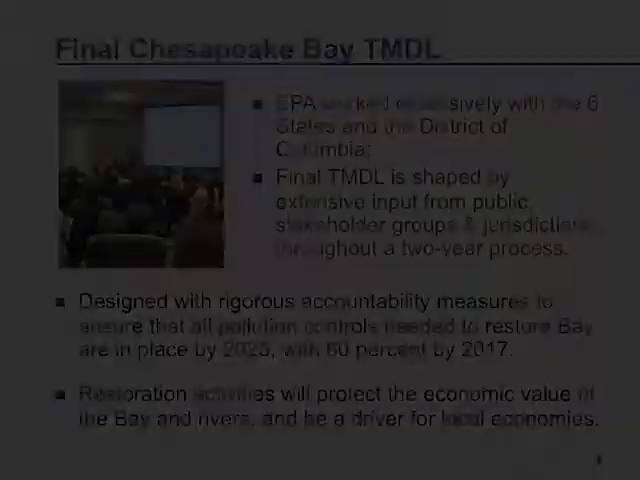 Final Chesapeake Bay TMDL
■ EPA worked extensively with the 6
States and the District of
Columbia;
■ Final TMDL is shaped by
extensive input from public,
stakeholder groups & jurisdictions
throughout a two-year process.
■ Designed with rigorous accountability measures to
ensure that all pollution controls needed to restore Bay
are in place by 2025, with 60 percent by 2017.
■ Restoration activities will protect the economic value of
the Bay and rivers, and be a driver for local economies.